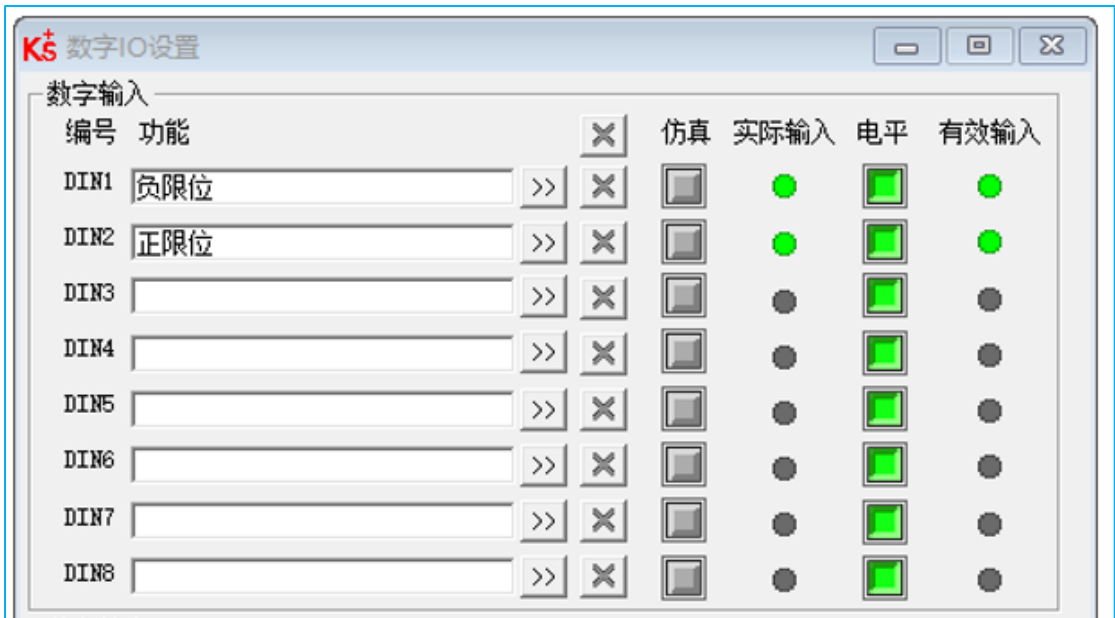 K+S 数字IO设置
数字输入
编号 功能 仿真 实际输入 电平 有效输入
DIN1 负限位 >>
DIN2 正限位 >>
DIN3 >>
DIN4 >>
DIN5 >>
DIN6 >>
DIN7 >>
DIN8 >>